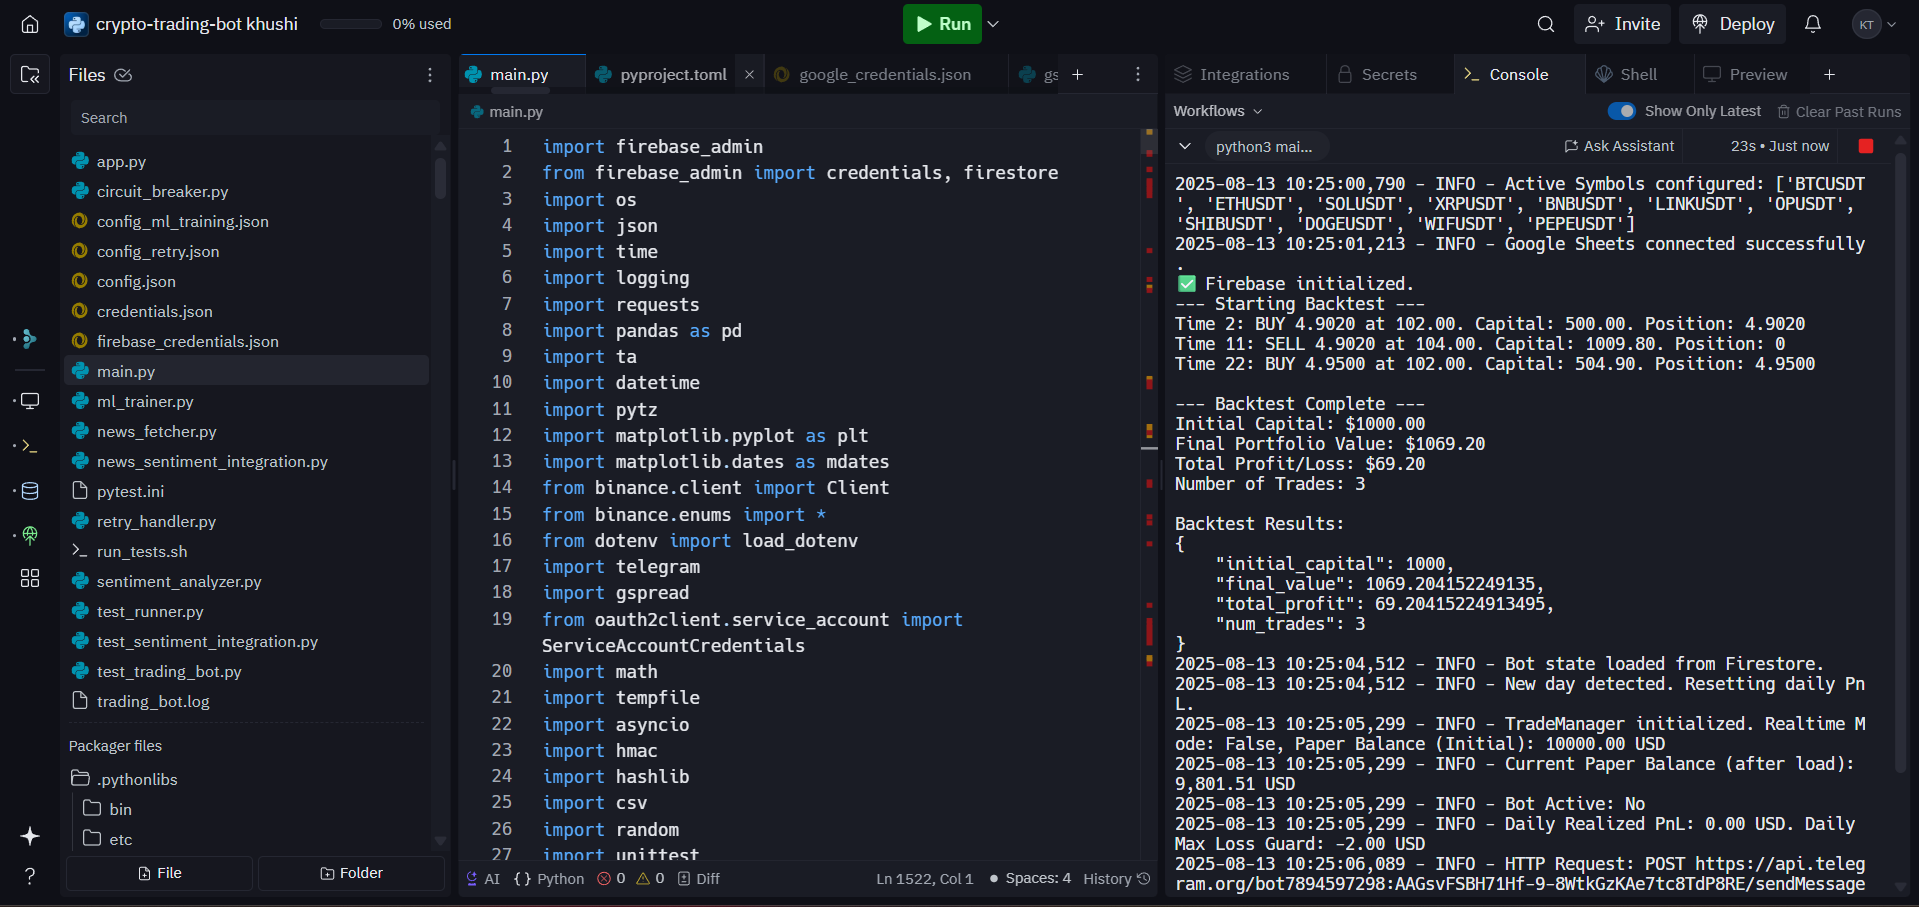 crypto-trading-bot khushi
0% used
Run
Invite
Deploy
KT
Files
Search
app.py
circuit_breaker.py
config_ml_training.json
config_retry.json
config.json
credentials.json
firebase_credentials.json
main.py
ml_trainer.py
news_fetcher.py
news_sentiment_integration.py
pytest.ini
retry_handler.py
run_tests.sh
sentiment_analyzer.py
test_runner.py
test_sentiment_integration.py
test_trading_bot.py
trading_bot.log
Packager files
.pythonlibs
bin
etc
File
Folder
main.py
pyproject.toml
google_credentials.json
gs
main.py
1 import firebase_admin
2 from firebase_admin import credentials, firestore
3 import os
4 import json
5 import time
6 import logging
7 import requests
8 import pandas as pd
9 import ta
10 import datetime
11 import pytz
12 import matplotlib.pyplot as plt
13 import matplotlib.dates as mdates
14 from binance.client import Client
15 from binance.enums import *
16 from dotenv import load_dotenv
17 import telegram
18 import gspread
19 from oauth2client.service_account import
ServiceAccountCredentials
20 import math
21 import tempfile
22 import asyncio
23 import hmac
24 import hashlib
25 import csv
26 import random
27 import unittest
AI
{} Python
0
0
Diff
Ln 1522, Col 1
Spaces: 4
History
Integrations
Secrets
Console
Shell
Preview
Workflows
Show Only Latest
Clear Past Runs
python3 mai...
Ask Assistant
23s • Just now
2025-08-13 10:25:00,790 - INFO - Active Symbols configured: ['BTCUSDT
', 'ETHUSDT', 'SOLUSDT', 'XRPUSDT', 'BNBUSDT', 'LINKUSDT', 'OPUSDT',
'SHIBUSDT', 'DOGEUSDT', 'WIFUSDT', 'PEPEUSDT']
2025-08-13 10:25:01,213 - INFO - Google Sheets connected successfully
.
✅ Firebase initialized.
--- Starting Backtest ---
Time 2: BUY 4.9020 at 102.00. Capital: 500.00. Position: 4.9020
Time 11: SELL 4.9020 at 104.00. Capital: 1009.80. Position: 0
Time 22: BUY 4.9500 at 102.00. Capital: 504.90. Position: 4.9500
--- Backtest Complete ---
Initial Capital: $1000.00
Final Portfolio Value: $1069.20
Total Profit/Loss: $69.20
Number of Trades: 3
Backtest Results:
{
"initial_capital": 1000,
"final_value": 1069.204152249135,
"total_profit": 69.20415224913495,
"num_trades": 3
}
2025-08-13 10:25:04,512 - INFO - Bot state loaded from Firestore.
2025-08-13 10:25:04,512 - INFO - New day detected. Resetting daily Pn
L.
2025-08-13 10:25:05,299 - INFO - TradeManager initialized. Realtime M
ode: False, Paper Balance (Initial): 10000.00 USD
2025-08-13 10:25:05,299 - INFO - Current Paper Balance (after load):
9,801.51 USD
2025-08-13 10:25:05,299 - INFO - Bot Active: No
2025-08-13 10:25:05,299 - INFO - Daily Realized PnL: 0.00 USD. Daily
Max Loss Guard: -2.00 USD
2025-08-13 10:25:06,089 - INFO - HTTP Request: POST https://api.teleg
ram.org/bot7894597298:AAGsvFSBH71Hf-9-8WtkGzKAe7tc8TdP8RE/sendMessage